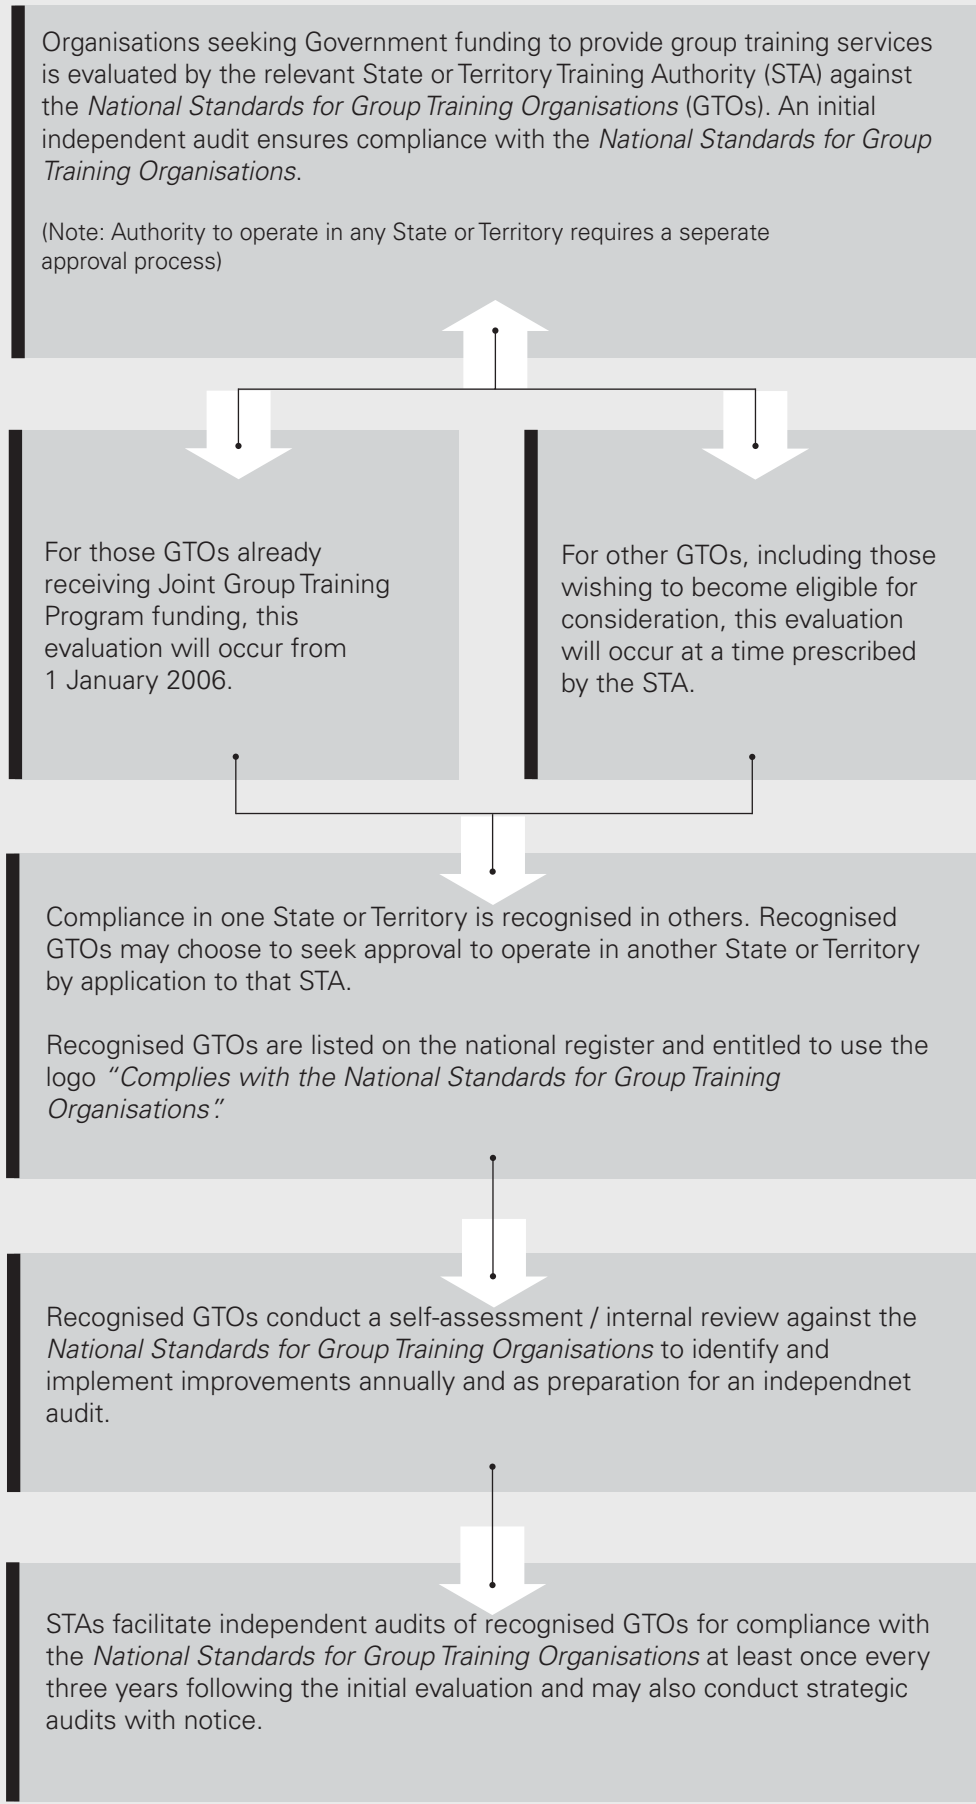 Organisations seeking Government funding to provide group training services
is evaluated by the relevant State or Territory Training Authority (STA) against
the National Standards for Group Training Organisations (GTOs). An initial
independent audit ensures compliance with the National Standards for Group
Training Organisations.
(Note: Authority to operate in any State or Territory requires a seperate
approval process)
For those GTOs already
receiving Joint Group Training
Program funding, this
evaluation will occur from
1 January 2006.
For other GTOs, including those
wishing to become eligible for
consideration, this evaluation
will occur at a time prescribed
by the STA.
Compliance in one State or Territory is recognised in others. Recognised
GTOs may choose to seek approval to operate in another State or Territory
by application to that STA.
Recognised GTOs are listed on the national register and entitled to use the
logo “Complies with the National Standards for Group Training
Organisations”.
Recognised GTOs conduct a self-assessment / internal review against the
National Standards for Group Training Organisations to identify and
implement improvements annually and as preparation for an independnet
audit.
STAs facilitate independent audits of recognised GTOs for compliance with
the National Standards for Group Training Organisations at least once every
three years following the initial evaluation and may also conduct strategic
audits with notice.